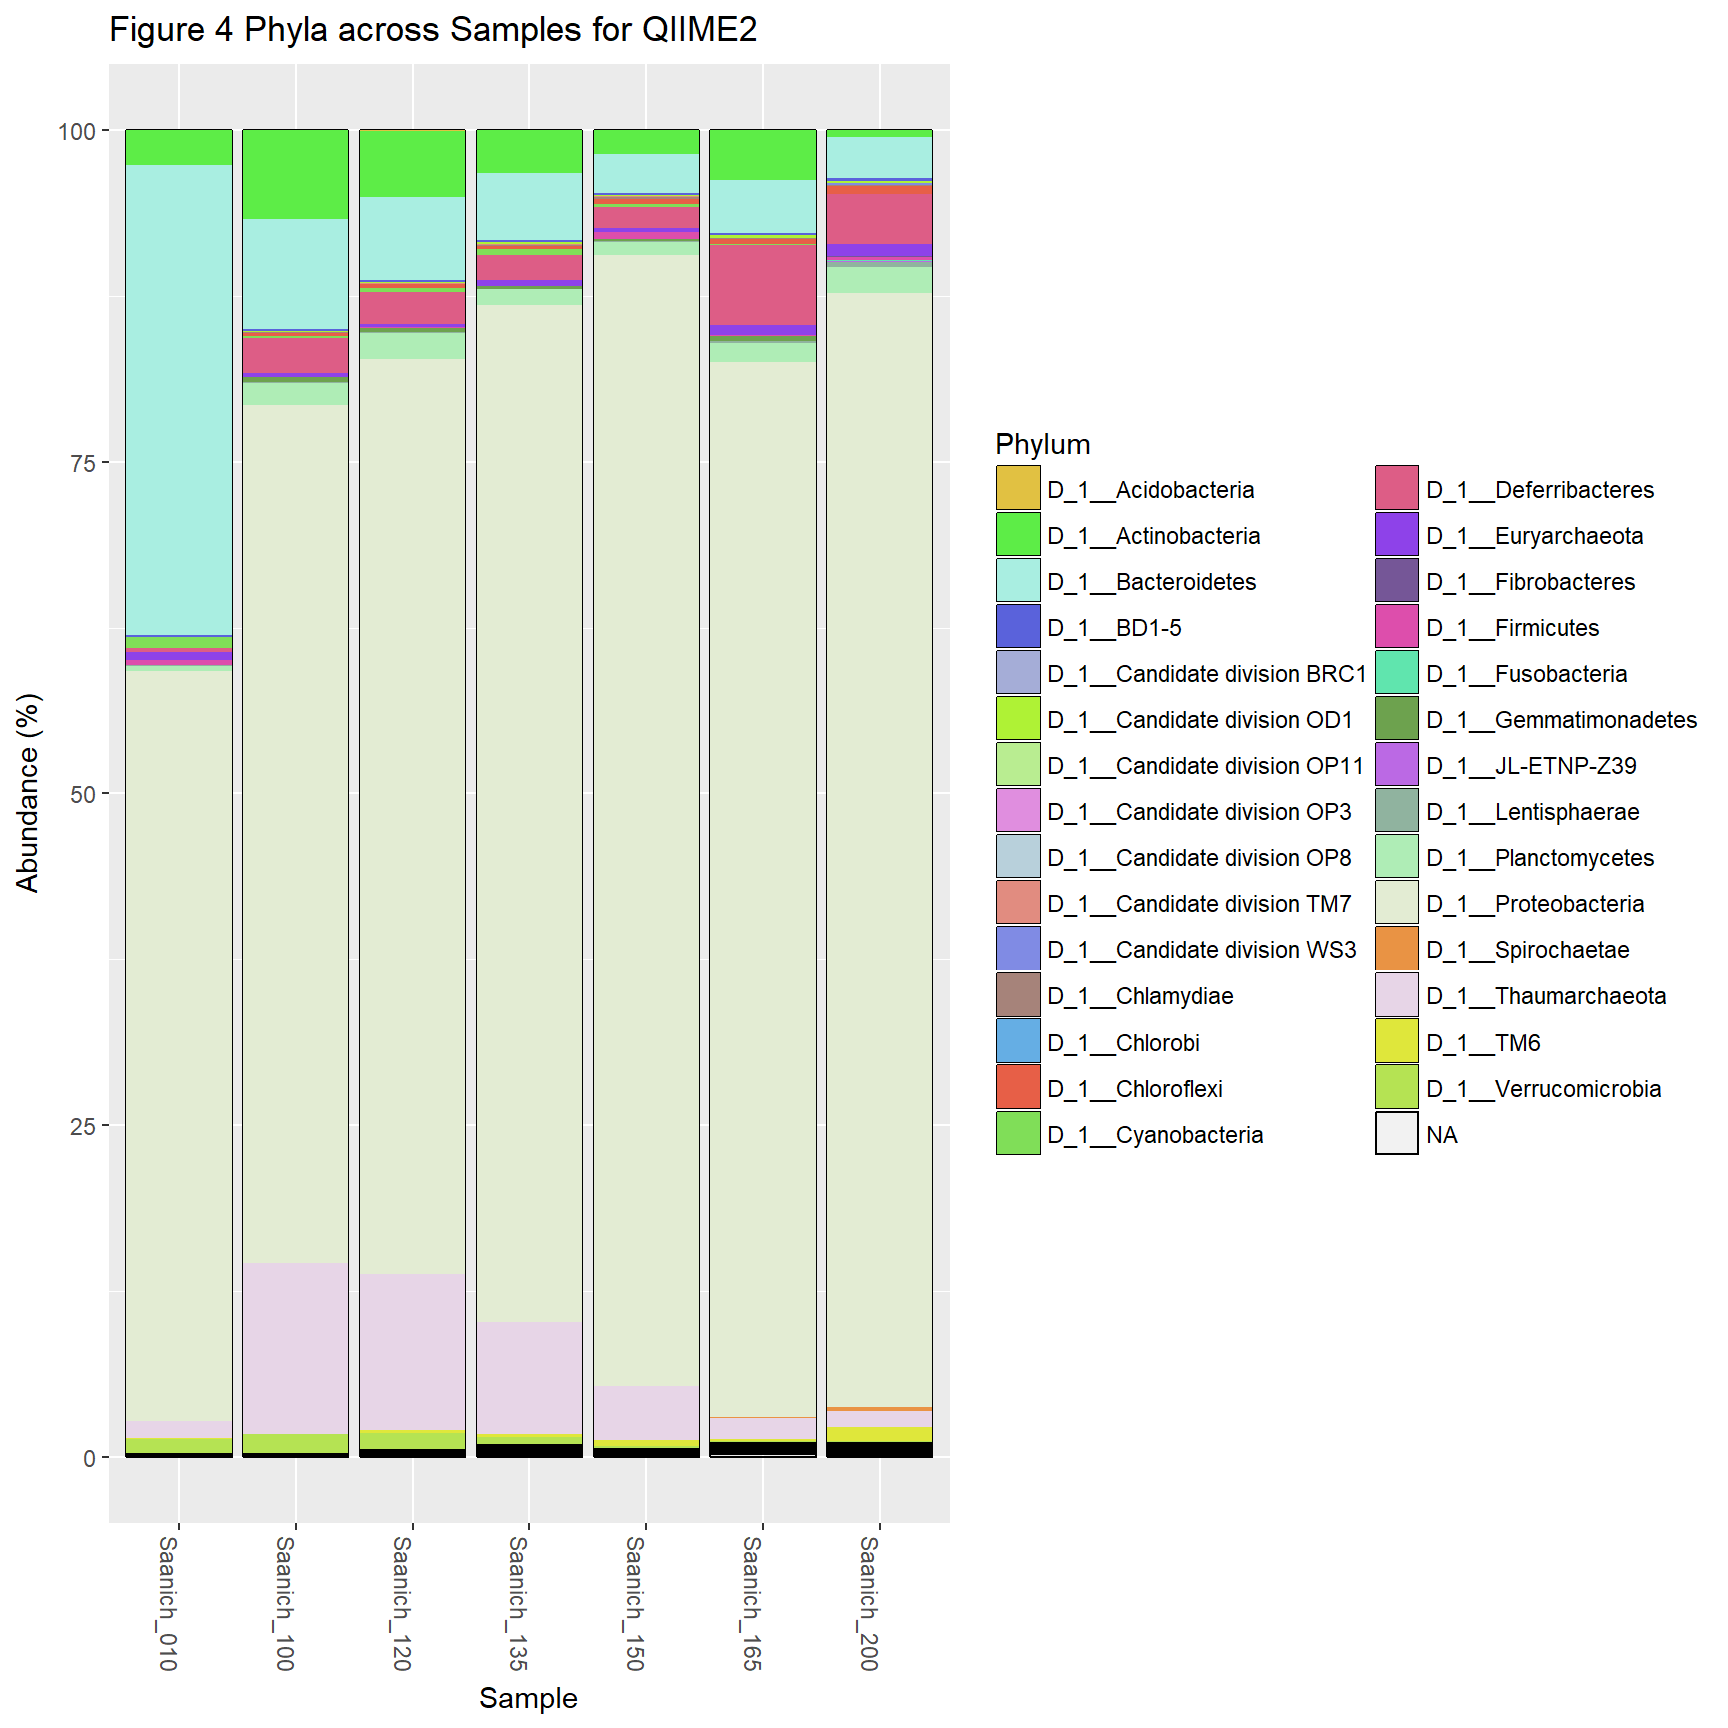 Figure 4 Phyla across Samples for QIIME2
Abundance (%)
100
75
50
25
0
Saanich_010
Saanich_100
Saanich_120
Saanich_135
Saanich_150
Saanich_165
Saanich_200
Sample
Phylum
D_1__Acidobacteria
D_1__Actinobacteria
D_1__Bacteroidetes
D_1__BD1-5
D_1__Candidate division BRC1
D_1__Candidate division OD1
D_1__Candidate division OP11
D_1__Candidate division OP3
D_1__Candidate division OP8
D_1__Candidate division TM7
D_1__Candidate division WS3
D_1__Chlamydiae
D_1__Chlorobi
D_1__Chloroflexi
D_1__Cyanobacteria
D_1__Deferribacteres
D_1__Euryarchaeota
D_1__Fibrobacteres
D_1__Firmicutes
D_1__Fusobacteria
D_1__Gemmatimonadetes
D_1__JL-ETNP-Z39
D_1__Lentisphaerae
D_1__Planctomycetes
D_1__Proteobacteria
D_1__Spirochaetae
D_1__Thaumarchaeota
D_1__TM6
D_1__Verrucomicrobia
NA